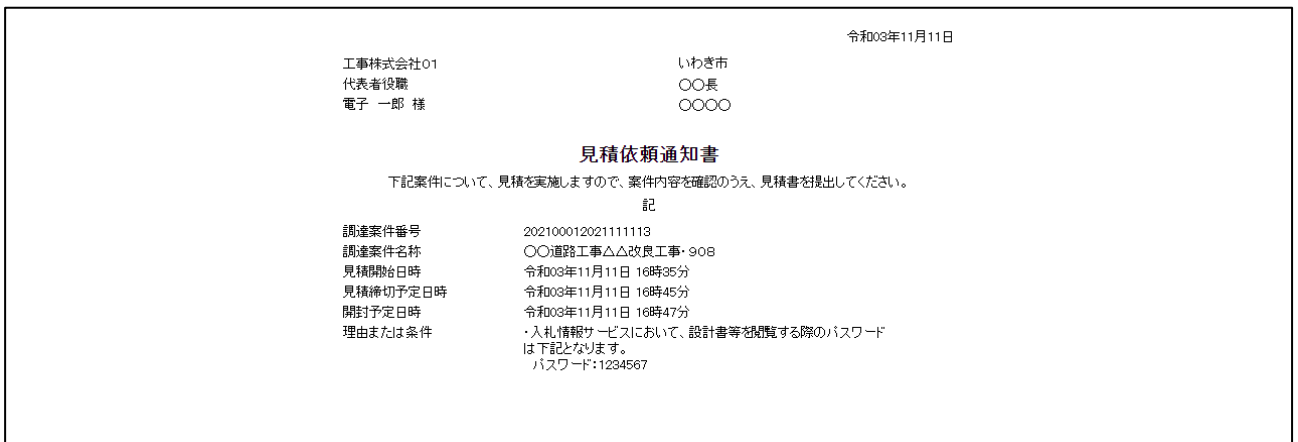 令和03年11月11日
工事株式会社01 いわき市
代表者役職 〇〇長
電子 一郎 様 〇〇〇〇
見積依頼通知書
下記案件について、見積を実施しますので、案件内容を確認のうえ、見積書を提出してください。
記
調達案件番号 202100012021111113
調達案件名称 〇〇道路工事△△改良工事・908
見積開始日時 令和03年11月11日 16時35分
見積締切予定日時 令和03年11月11日 16時45分
開封予定日時 令和03年11月11日 16時47分
理由または条件 ・入札情報サービスにおいて、設計書等を閲覧する際のパスワード
は下記となります。
パスワード:1234567